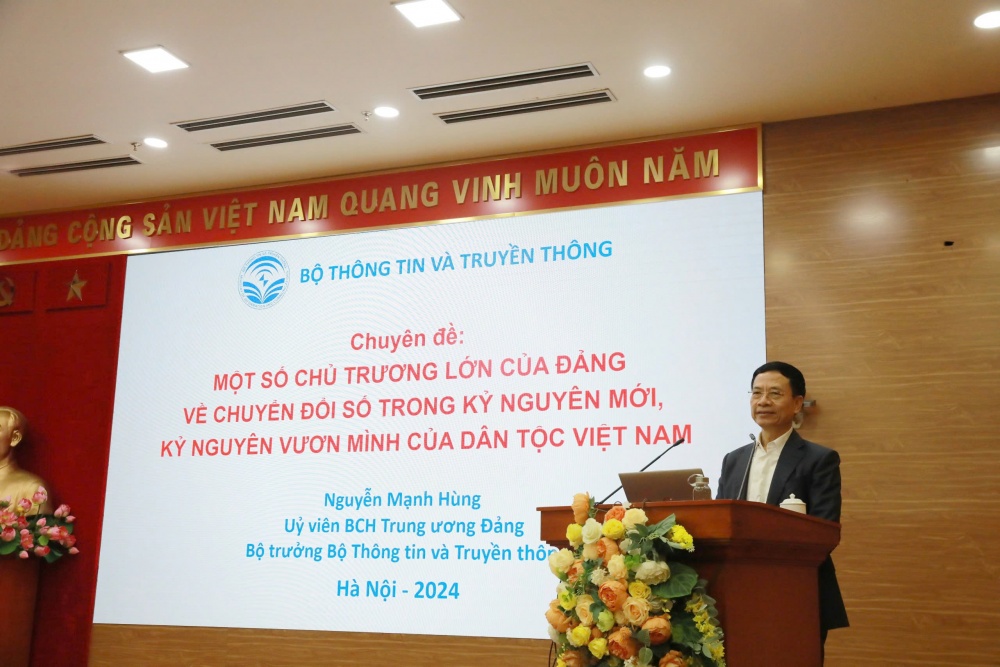 ĐẢNG CỘNG SẢN VIỆT NAM QUANG VINH MUÔN NĂM
BỘ THÔNG TIN VÀ TRUYỀN THÔNG
Chuyên đề:
MỘT SỐ CHỦ TRƯƠNG LỚN CỦA ĐẢNG
VỀ CHUYỂN ĐỔI SỐ TRONG KỶ NGUYÊN MỚI,
KỶ NGUYÊN VƯƠN MÌNH CỦA DÂN TỘC VIỆT NAM
Nguyễn Mạnh Hùng
Uỷ viên BCH Trung ương Đảng
Bộ trưởng Bộ Thông tin và Truyền thôn
Hà Nội - 2024